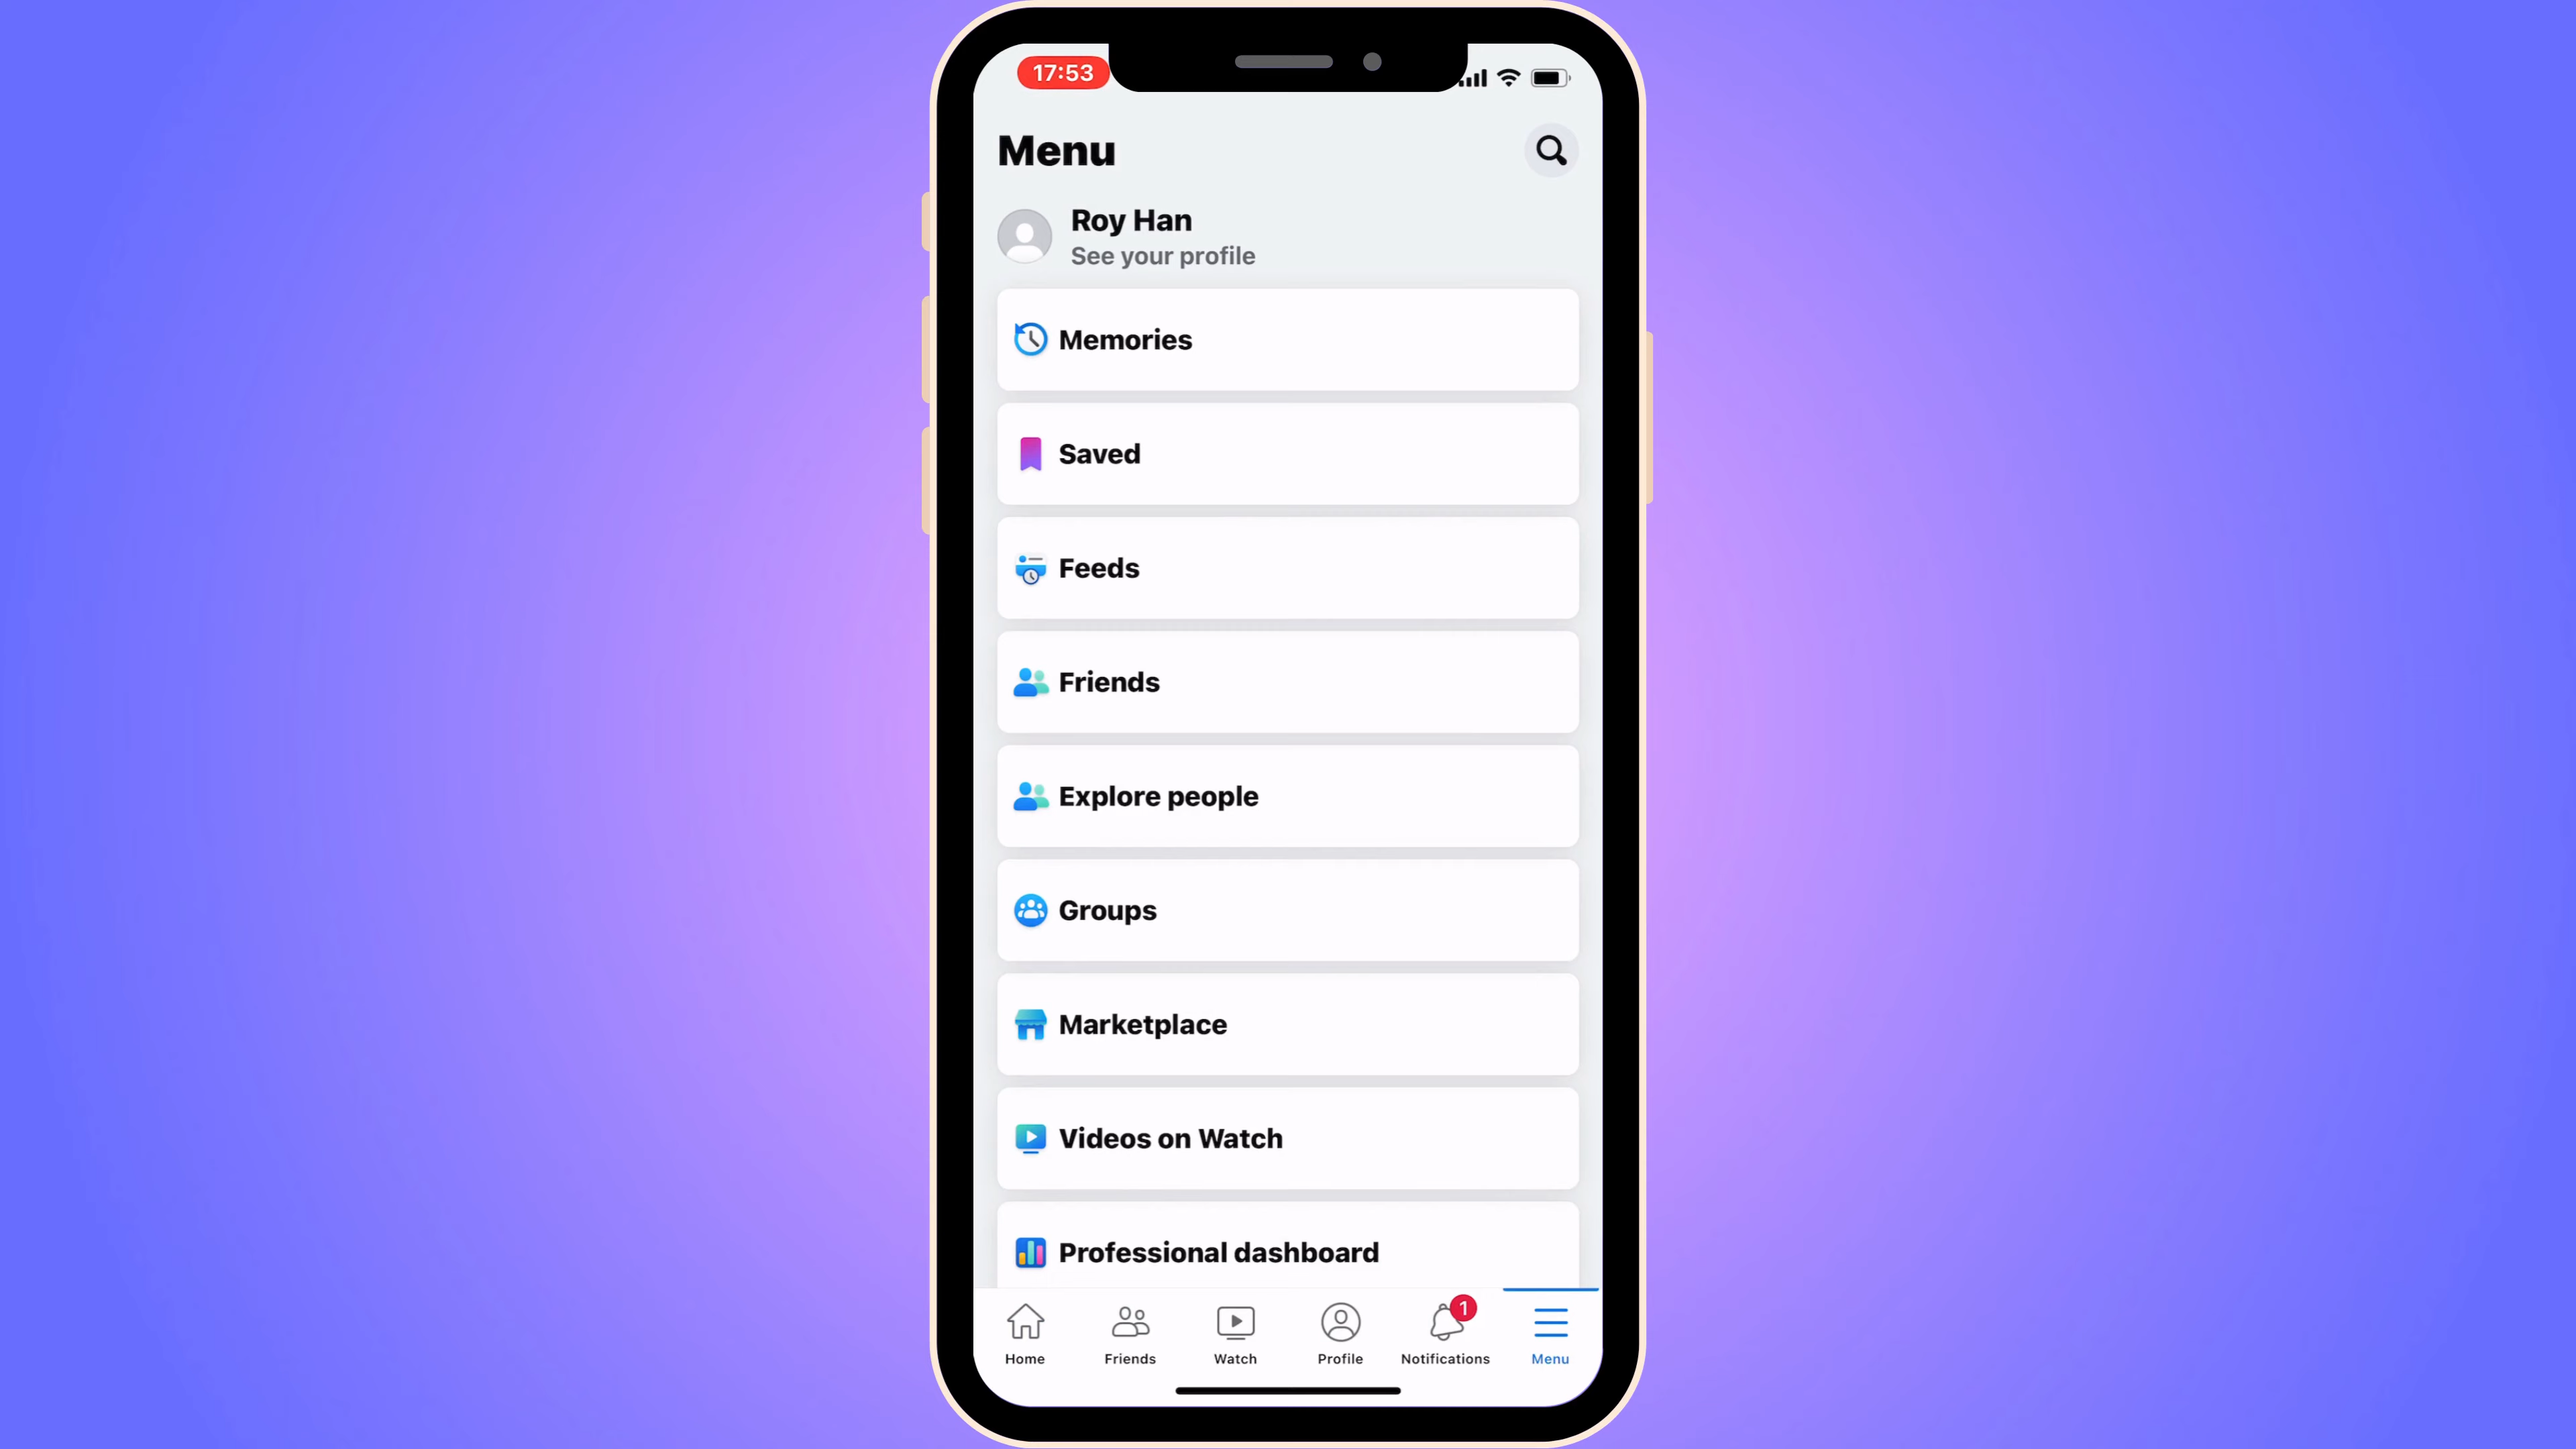 17:53
Menu
Roy Han
See your profile
Memories
Saved
Feeds
Friends
Explore people
Groups
Marketplace
Videos on Watch
Professional dashboard
1
Home
Friends
Watch
Profile
Notifications
Menu